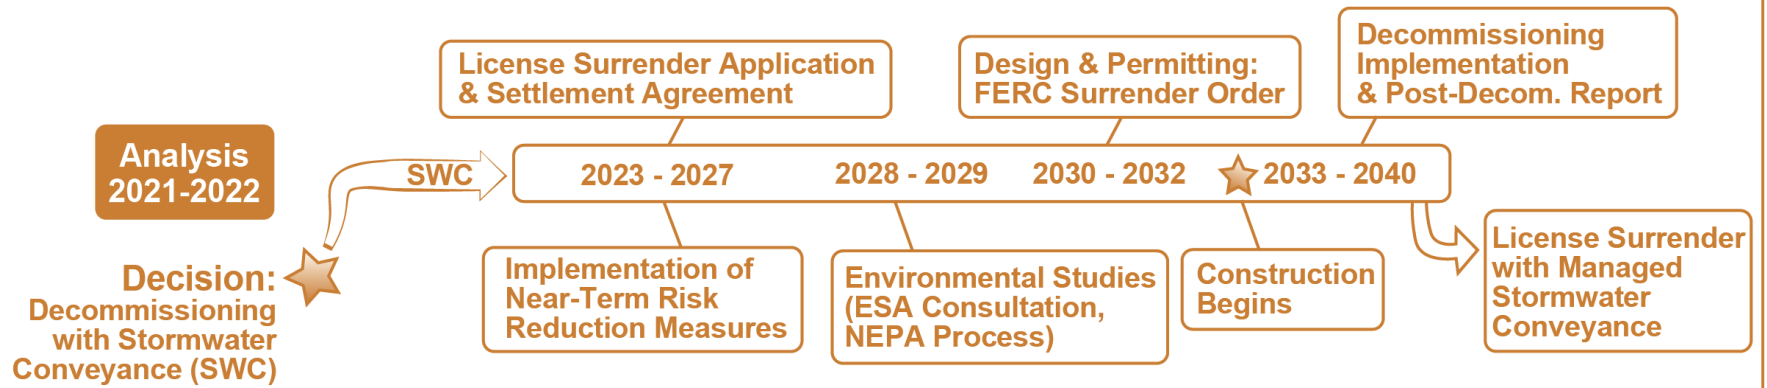 Analysis
2021-2022
Decision:
Decommissioning
with Stormwater
Conveyance (SWC)
SWC
License Surrender Application
& Settlement Agreement
Design & Permitting:
FERC Surrender Order
Decommissioning
Implementation
& Post-Decom. Report
2023 - 2027
2028 - 2029
2030 - 2032
2033 - 2040
Implementation of
Near-Term Risk
Reduction Measures
Environmental Studies
(ESA Consultation,
NEPA Process)
Construction
Begins
License Surrender
with Managed
Stormwater
Conveyance